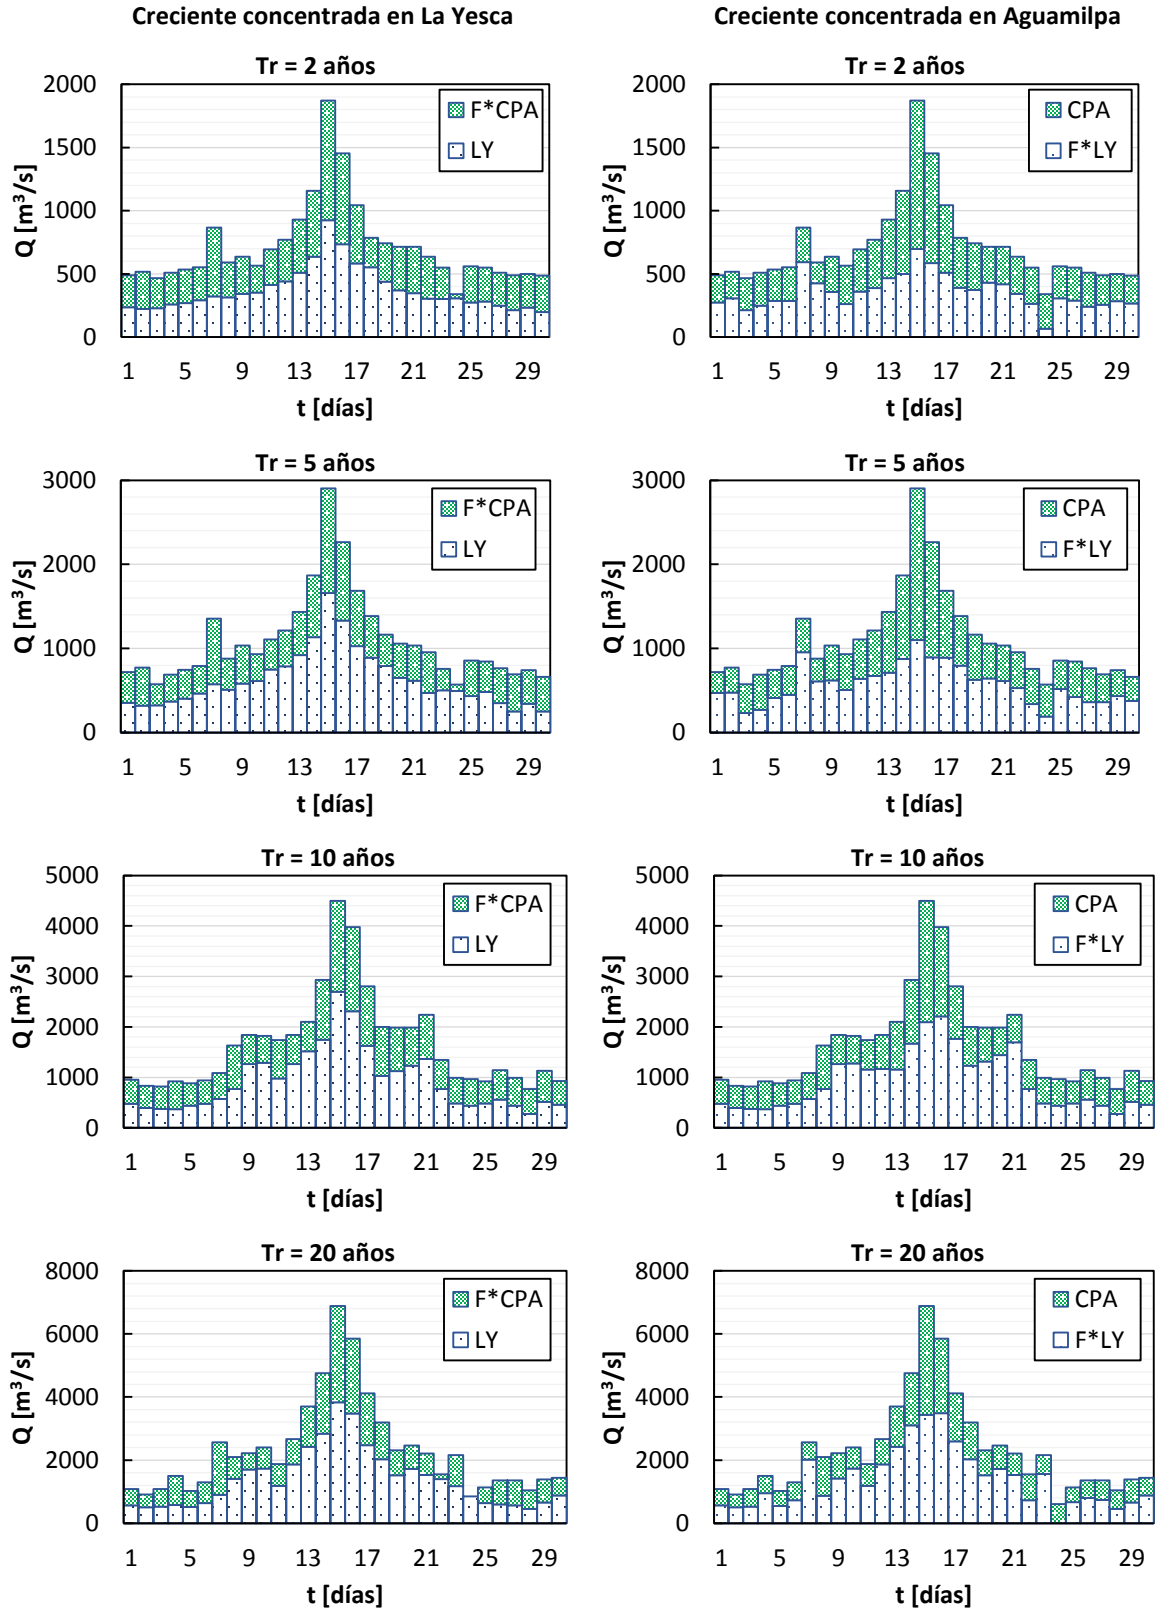 Creciente concentrada en La Yesca
Creciente concentrada en Aguamilpa
Tr = 2 años
2000
1500
1000
500
0
Q [m³/s]
F*CPA
LY
1 5 9 13 17 21 25 29
t [días]
Tr = 2 años
2000
1500
1000
500
0
Q [m³/s]
CPA
F*LY
1 5 9 13 17 21 25 29
t [días]
Tr = 5 años
3000
2000
1000
0
Q [m³/s]
F*CPA
LY
1 5 9 13 17 21 25 29
t [días]
Tr = 5 años
3000
2000
1000
0
Q [m³/s]
CPA
F*LY
1 5 9 13 17 21 25 29
t [días]
Tr = 10 años
5000
4000
3000
2000
1000
0
Q [m³/s]
F*CPA
LY
1 5 9 13 17 21 25 29
t [días]
Tr = 10 años
5000
4000
3000
2000
1000
0
Q [m³/s]
CPA
F*LY
1 5 9 13 17 21 25 29
t [días]
Tr = 20 años
8000
6000
4000
2000
0
Q [m³/s]
F*CPA
LY
1 5 9 13 17 21 25 29
t [días]
Tr = 20 años
8000
6000
4000
2000
0
Q [m³/s]
CPA
F*LY
1 5 9 13 17 21 25 29
t [días]